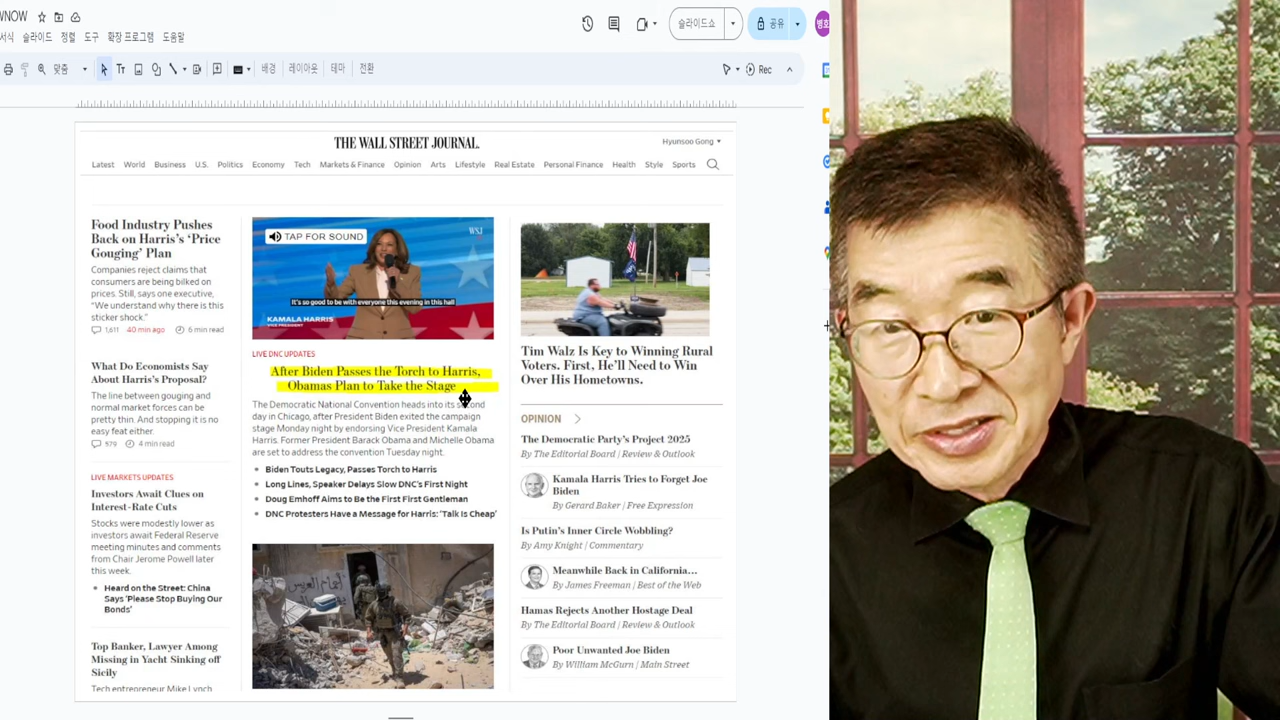 WNOW
서식 슬라이드 정렬 도구 확장 프로그램 도움말
슬라이드쇼
공유
병호
맞춤
배경 레이아웃 테마 전환
Rec
THE WALL STREET JOURNAL.
Hyunsoo Gong
Latest World Business U.S. Politics Economy Tech Markets & Finance Opinion Arts Lifestyle Real Estate Personal Finance Health Style Sports
Food Industry Pushes
Back on Harris's 'Price
Gouging' Plan
Companies reject claims that
consumers are being bilked on
prices. Still, says one executive,
"We understand why there is this
sticker shock."
1,611 40 min ago 6 min read
What Do Economists Say
About Harris's Proposal?
The line between gouging and
normal market forces can be
pretty thin. And stopping it is no
easy feat either.
579 4 min read
LIVE MARKETS UPDATES
Investors Await Clues on
Interest-Rate Cuts
Stocks were modestly lower as
investors await Federal Reserve
meeting minutes and comments
from Chair Jerome Powell later
this week.
Heard on the Street: China
Says 'Please Stop Buying Our
Bonds'
Top Banker, Lawyer Among
Missing in Yacht Sinking off
Sicily
Tech entrepreneur Mike Lynch
TAP FOR SOUND
WSJ
It's so good to be with everyone this evening in this hall
KAMALA HARRIS
VICE PRESIDENT
LIVE DNC UPDATES
After Biden Passes the Torch to Harris,
Obamas Plan to Take the Stage
The Democratic National Convention heads into its second
day in Chicago, after President Biden exited the campaign
stage Monday night by endorsing Vice President Kamala
Harris. Former President Barack Obama and Michelle Obama
are set to address the convention Tuesday night.
Biden Touts Legacy, Passes Torch to Harris
Long Lines, Speaker Delays Slow DNC's First Night
Doug Emhoff Aims to Be the First First Gentleman
DNC Protesters Have a Message for Harris: 'Talk Is Cheap'
Tim Walz Is Key to Winning Rural
Voters. First, He'll Need to Win
Over His Hometowns.
OPINION
The Democratic Party's Project 2025
By The Editorial Board | Review & Outlook
Kamala Harris Tries to Forget Joe
Biden
By Gerard Baker | Free Expression
Is Putin's Inner Circle Wobbling?
By Amy Knight | Commentary
Meanwhile Back in California...
By James Freeman | Best of the Web
Hamas Rejects Another Hostage Deal
By The Editorial Board | Review & Outlook
Poor Unwanted Joe Biden
By William McGurn | Main Street